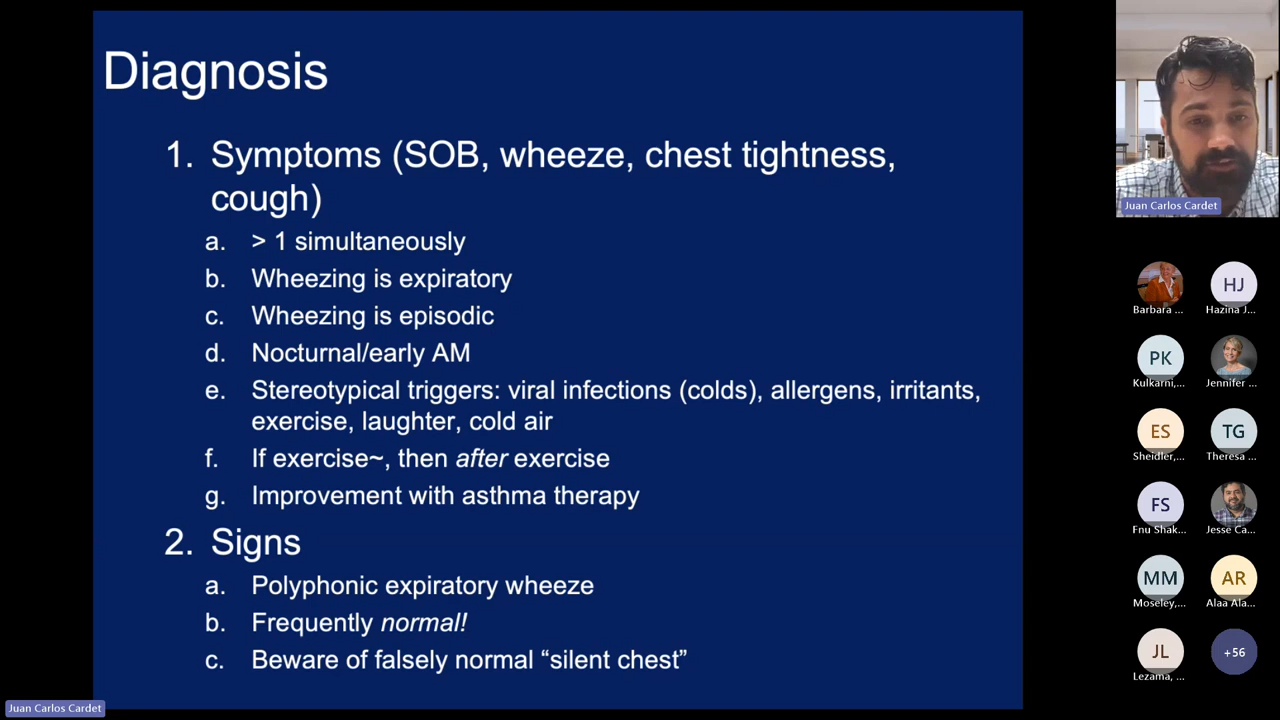 Diagnosis
1. Symptoms (SOB, wheeze, chest tightness,
cough)
a. > 1 simultaneously
b. Wheezing is expiratory
c. Wheezing is episodic
d. Nocturnal/early AM
e. Stereotypical triggers: viral infections (colds), allergens, irritants,
exercise, laughter, cold air
f. If exercise~, then after exercise
g. Improvement with asthma therapy
2. Signs
a. Polyphonic expiratory wheeze
b. Frequently normal!
c. Beware of falsely normal “silent chest”
Juan Carlos Cardet
Juan Carlos Cardet
Barbara ...
HJ
Hazina J...
PK
Kulkarni,...
Jennifer ...
ES
Sheidler,...
TG
Theresa ...
FS
Fnu Shak...
Jesse Ca...
MM
Moseley,...
AR
Alaa Ala...
JL
Lezama, ...
+56